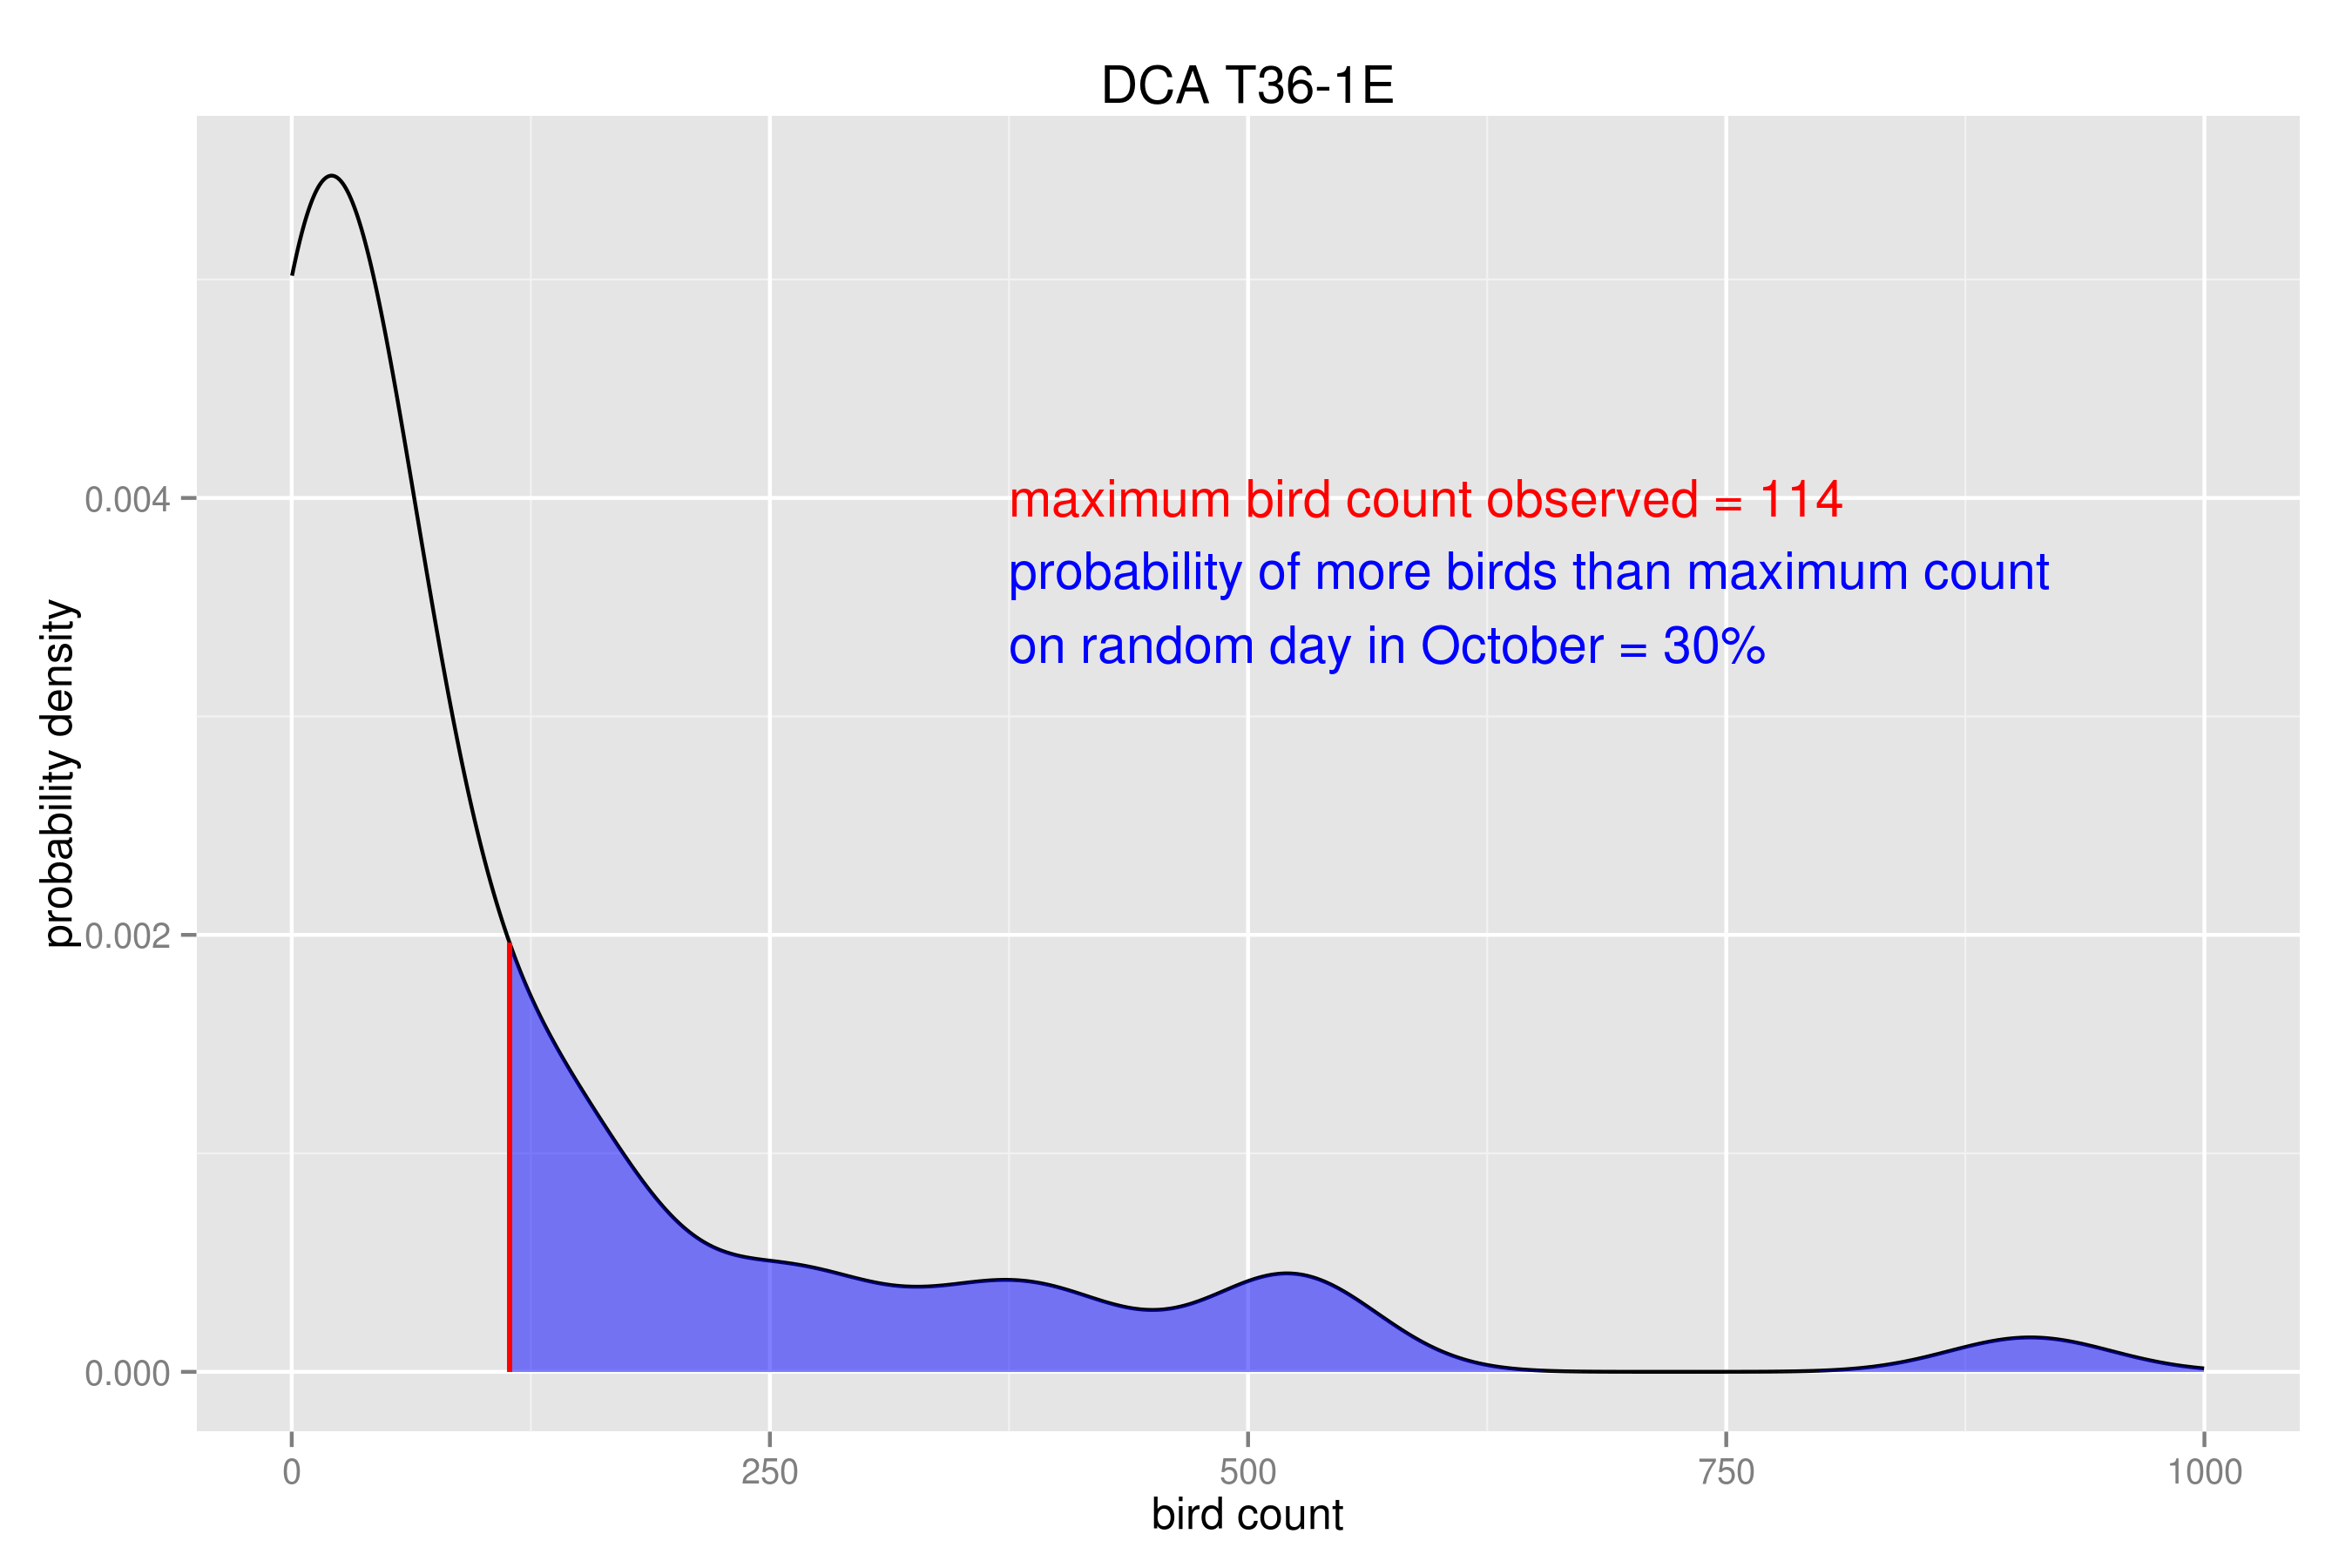 DCA T36-1E
maximum bird count observed = 114
probability of more birds than maximum count
on random day in October = 30%
probability density
0.004
0.002
0.000
0
250
500
750
1000
bird count